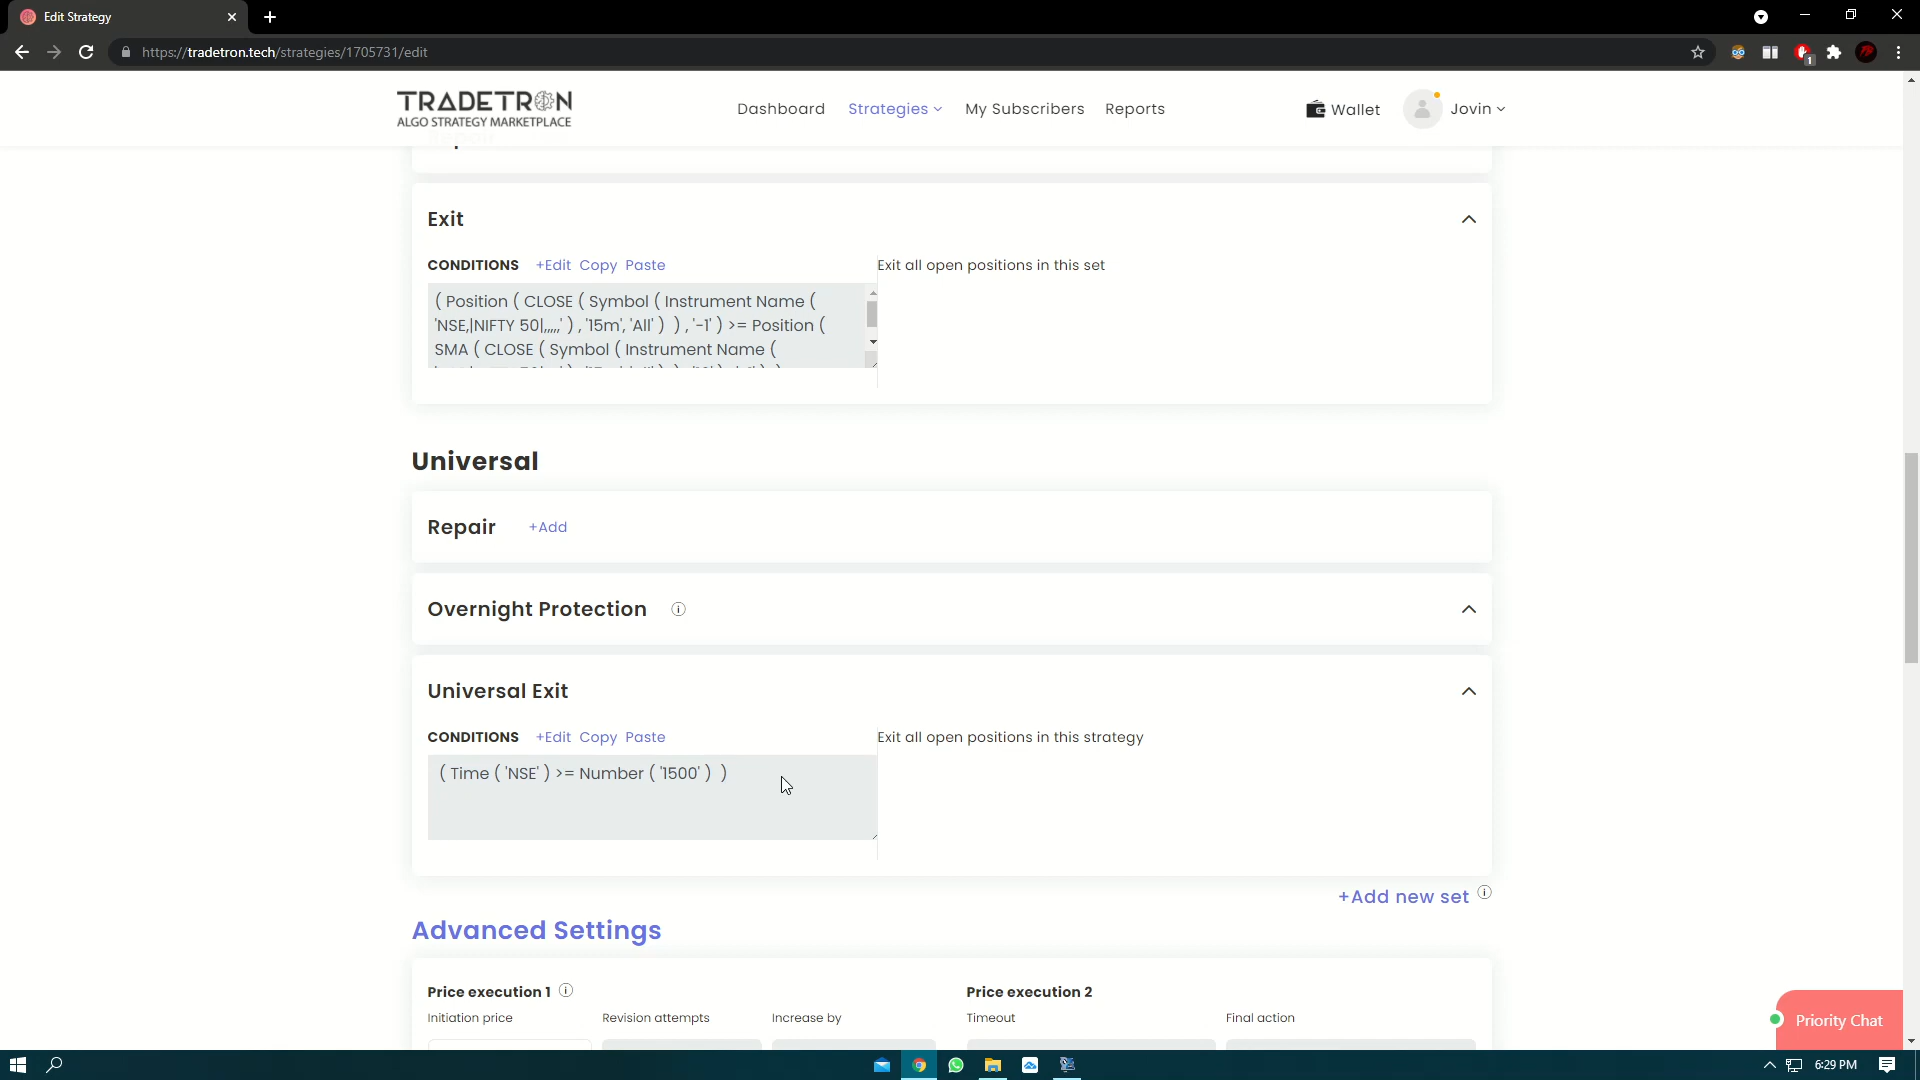 Edit Strategy
https://tradetron.tech/strategies/1705731/edit
1
TRADETRON
ALGO STRATEGY MARKETPLACE
Dashboard Strategies My Subscribers Reports Wallet Jovin
Exit
CONDITIONS +Edit Copy Paste
Exit all open positions in this set
( Position ( CLOSE ( Symbol ( Instrument Name (
'NSE,|NIFTY 50|,,,,,' ) , '15m', 'All' ) ) , '-1' ) >= Position (
SMA ( CLOSE ( Symbol ( Instrument Name (
Universal
Repair +Add
Overnight Protection
Universal Exit
CONDITIONS +Edit Copy Paste
Exit all open positions in this strategy
( Time ( 'NSE' ) >= Number ( '1500' ) )
+Add new set
Advanced Settings
Price execution 1 Price execution 2
Initiation price Revision attempts Increase by Timeout Final action
Priority Chat
6:29 PM